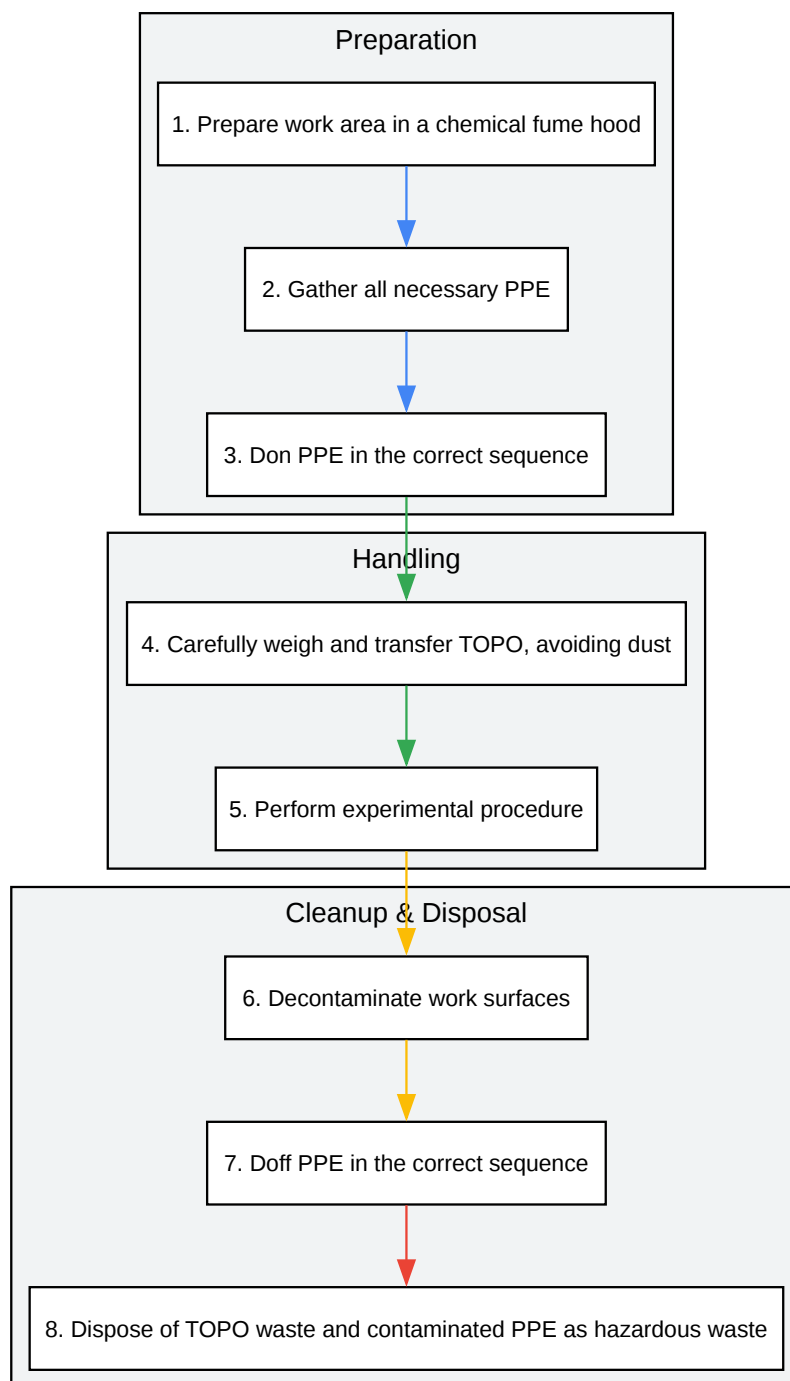 Preparation
1. Prepare work area in a chemical fume hood
2. Gather all necessary PPE
3. Don PPE in the correct sequence
Handling
4. Carefully weigh and transfer TOPO, avoiding dust
5. Perform experimental procedure
Cleanup & Disposal
6. Decontaminate work surfaces
7. Doff PPE in the correct sequence
8. Dispose of TOPO waste and contaminated PPE as hazardous waste